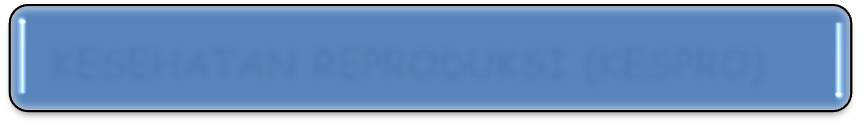 KESEHATAN REPRODUKSI (KESPRO)